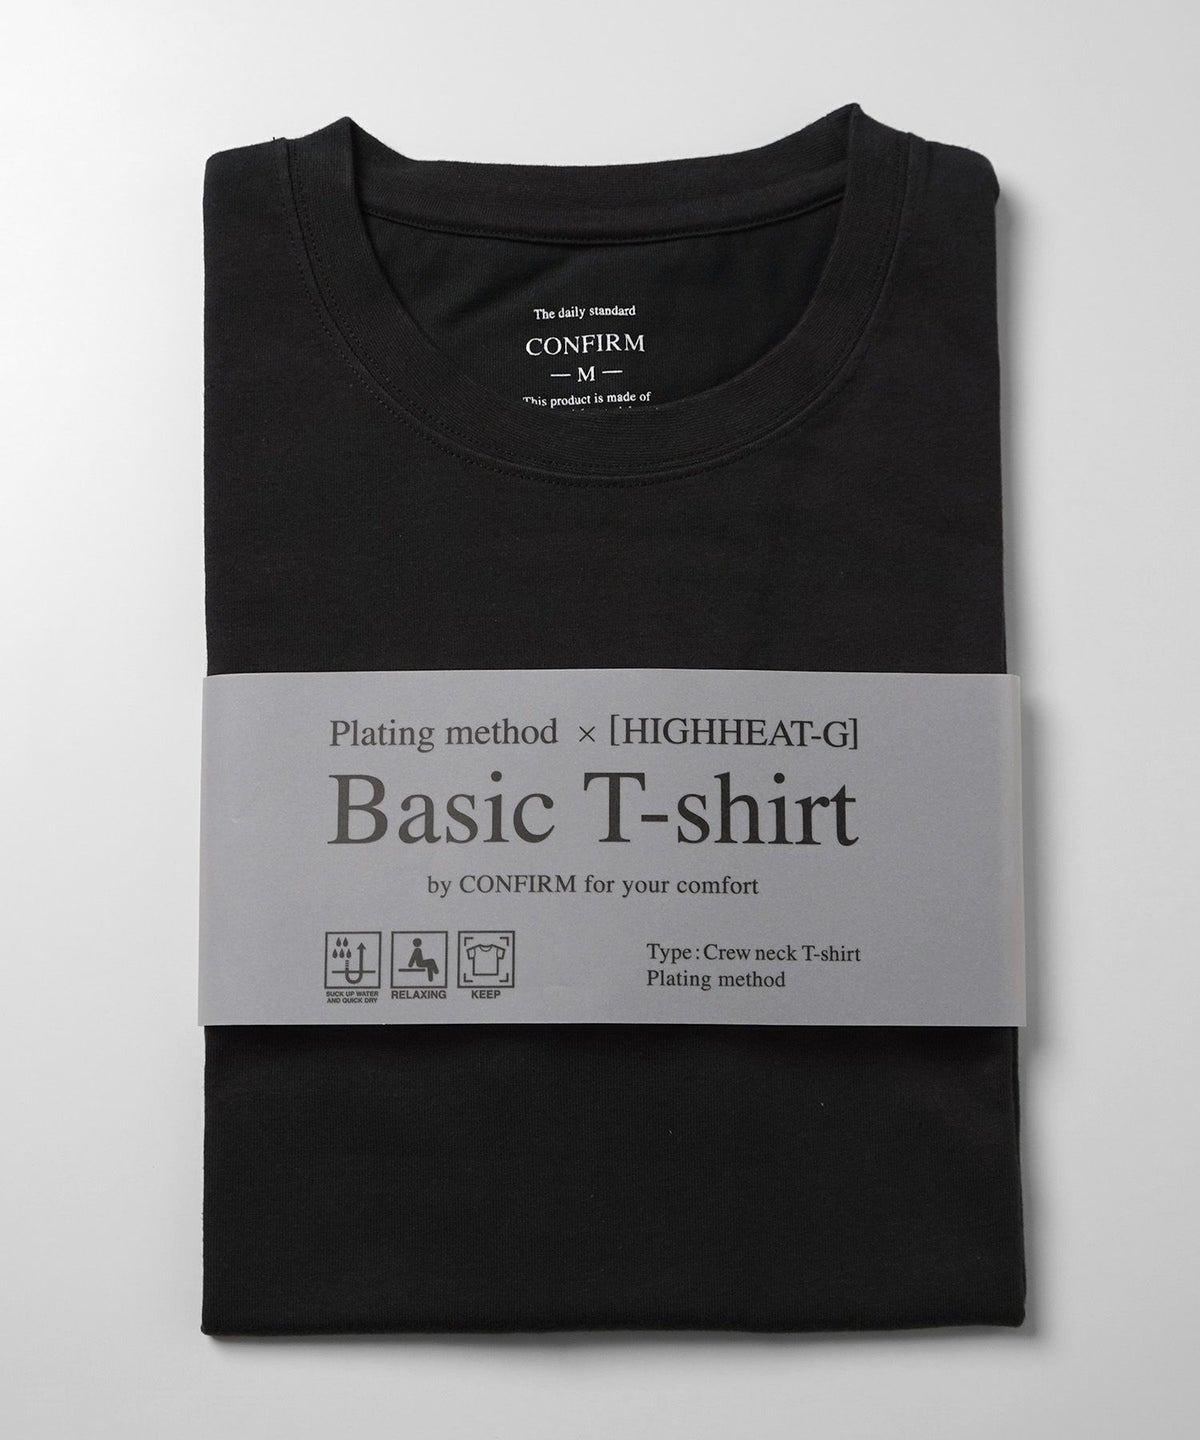 The daily standard
CONFIRM
— M —
This product is made of
Plating method × [HIGHHEAT-G]
Basic T-shirt
by CONFIRM for your comfort
SUCK UP WATER
AND QUICK DRY
RELAXING
KEEP
Type : Crew neck T-shirt
Plating method